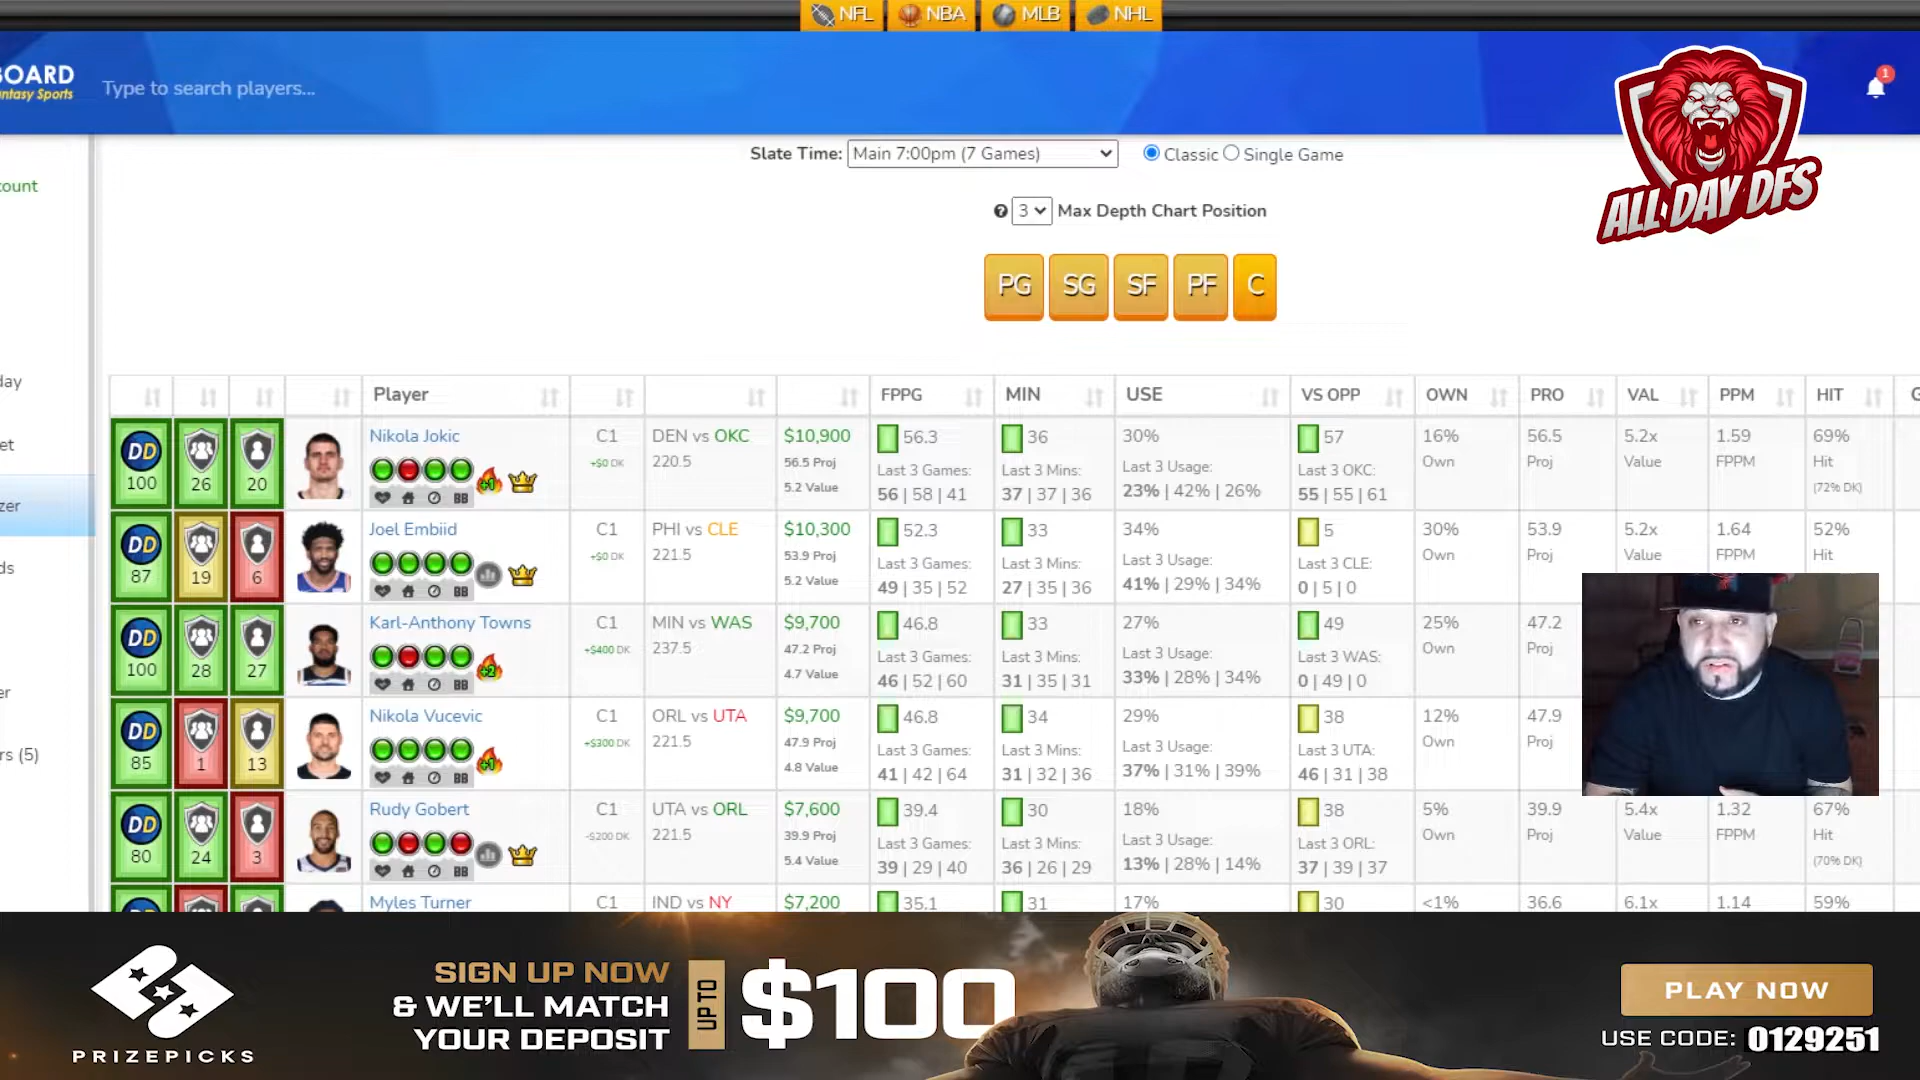 NFL NBA MLB NHL
BOARD
ntasy Sports
Type to search players...
1
ALL DAY DFS
Slate Time: Main 7:00pm (7 Games) Classic Single Game
3 Max Depth Chart Position
PG SG SF PF C
count
day
et
zer
ds
er
rs (5)
Player FPPG MIN USE VS OPP OWN PRO VAL PPM HIT G
DD 100 26 20 Nikola Jokic C1 +$0 DK DEN vs OKC 220.5 $10,900 56.5 Proj 5.2 Value 56.3 36 30% 57 16% Own 56.5 Proj 5.2x Value 1.59 FPPM 69% Hit (72% DK)
+1 BB
Last 3 Games: 56 | 58 | 41 Last 3 Mins: 37 | 37 | 36 Last 3 Usage: 23% | 42% | 26% Last 3 OKC: 55 | 55 | 61
DD 87 19 6 Joel Embiid C1 +$0 DK PHI vs CLE 221.5 $10,300 53.9 Proj 5.2 Value 52.3 33 34% 5 30% Own 53.9 Proj 5.2x Value 1.64 FPPM 52% Hit
BB
Last 3 Games: 49 | 35 | 52 Last 3 Mins: 27 | 35 | 36 Last 3 Usage: 41% | 29% | 34% Last 3 CLE: 0 | 5 | 0
DD 100 28 27 Karl-Anthony Towns C1 +$400 DK MIN vs WAS 237.5 $9,700 47.2 Proj 4.7 Value 46.8 33 27% 49 25% Own 47.2 Proj
+2 BB
Last 3 Games: 46 | 52 | 60 Last 3 Mins: 31 | 35 | 31 Last 3 Usage: 33% | 28% | 34% Last 3 WAS: 0 | 49 | 0
DD 85 1 13 Nikola Vucevic C1 +$300 DK ORL vs UTA 221.5 $9,700 47.9 Proj 4.8 Value 46.8 34 29% 38 12% Own 47.9 Proj
+1 BB
Last 3 Games: 41 | 42 | 64 Last 3 Mins: 31 | 32 | 36 Last 3 Usage: 37% | 31% | 39% Last 3 UTA: 46 | 31 | 38
DD 80 24 3 Rudy Gobert C1 -$200 DK UTA vs ORL 221.5 $7,600 39.9 Proj 5.4 Value 39.4 30 18% 38 5% Own 39.9 Proj 5.4x Value 1.32 FPPM 67% Hit (70% DK)
BB
Last 3 Games: 39 | 29 | 40 Last 3 Mins: 36 | 26 | 29 Last 3 Usage: 13% | 28% | 14% Last 3 ORL: 37 | 39 | 37
Myles Turner C1 IND vs NY $7,200 35.1 31 17% 30 <1% 36.6 6.1x 1.14 59%
PRIZEPICKS
SIGN UP NOW
& WE'LL MATCH
YOUR DEPOSIT
UP TO
$100
PLAY NOW
USE CODE: 0129251